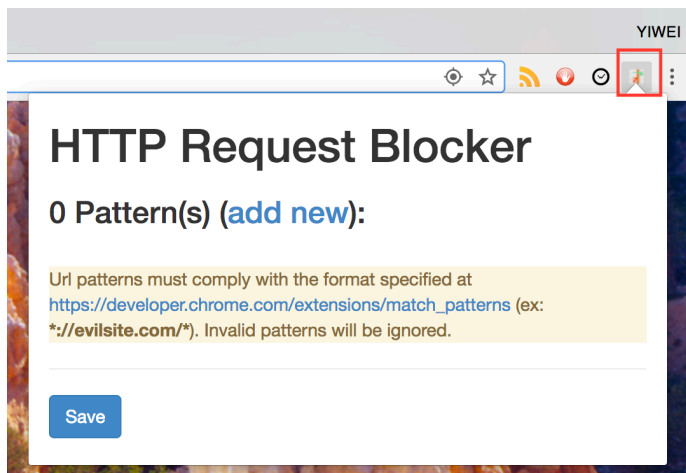 YIWEI
HTTP Request Blocker
0 Pattern(s) (add new):
Url patterns must comply with the format specified at
https://developer.chrome.com/extensions/match_patterns (ex:
*://evilsite.com/*). Invalid patterns will be ignored.
Save